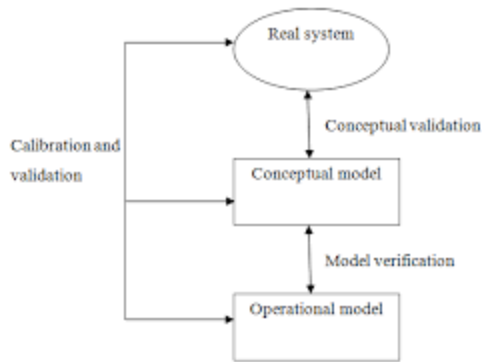 Real system
Conceptual validation
Calibration and
validation
Conceptual model
Model verification
Operational model